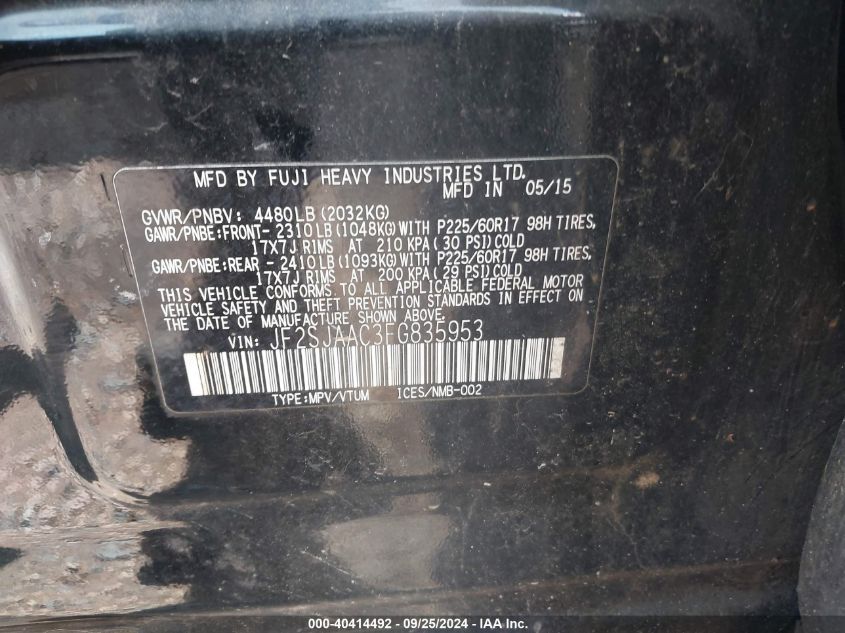 MFD BY FUJI HEAVY INDUSTRIES LTD.
MFD IN 05/15
GVWR/PNBV: 4480LB(2032KG)
GAWR/PNBE:FRONT- 2310LB(1048KG)WITH P225/60R17 98H TIRES,
17X7J RIMS AT 210 KPA(30 PSI)COLD
GAWR/PNBE:REAR - 2410LB(1093KG)WITH P225/60R17 98H TIRES,
17X7J RIMS AT 200 KPA(29 PSI)COLD
THIS VEHICLE CONFORMS TO ALL APPLICABLE FEDERAL MOTOR
VEHICLE SAFETY AND THEFT PREVENTION STANDARDS IN EFFECT ON
THE DATE OF MANUFACTURE SHOWN ABOVE.
VIN: JF2SJAAC3FG835953
TYPE:MPV/VTUM ICES/NMB-002
000-40414492 - 09/25/2024 - IAA Inc.